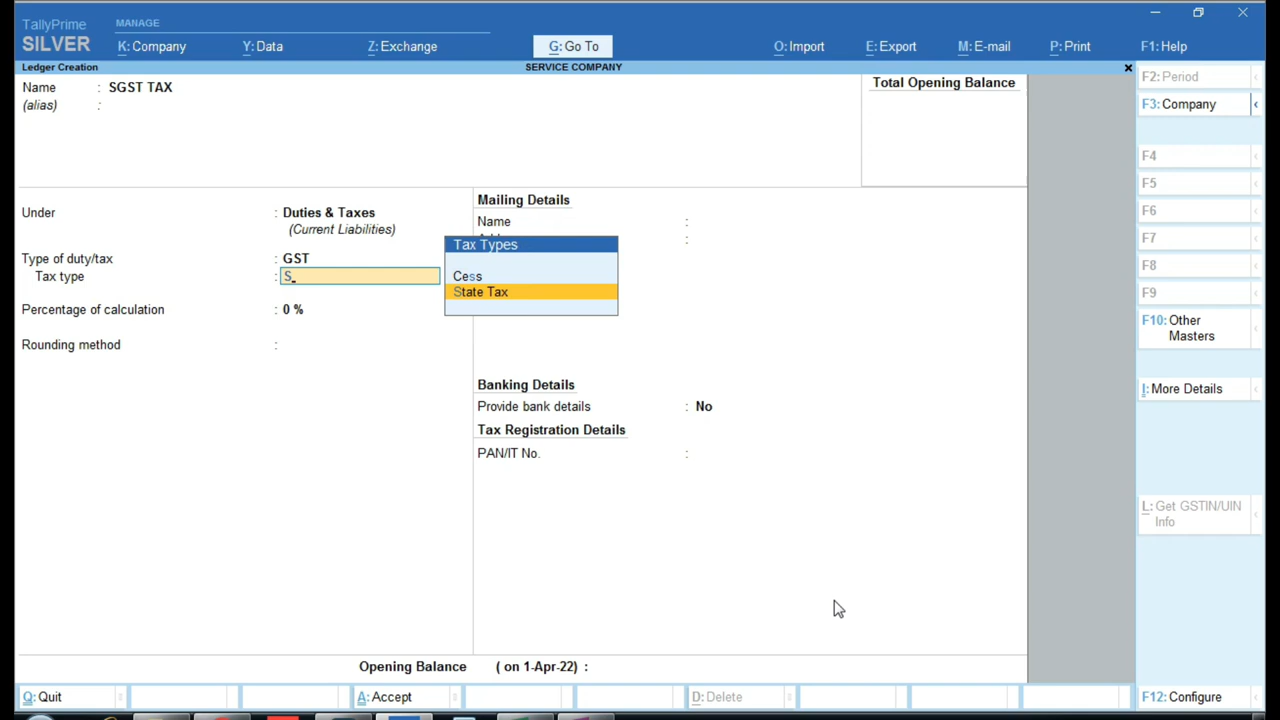 TallyPrime
MANAGE
SILVER
K: Company
Y: Data
Z: Exchange
G: Go To
O: Import
E: Export
M: E-mail
P: Print
F1: Help
Ledger Creation
SERVICE COMPANY
Name : SGST TAX
(alias) :
Total Opening Balance
F2: Period
F3: Company
F4
F5
F6
F7
F8
F9
F10: Other
Masters
I: More Details
L: Get GSTIN/UIN
Info
Under : Duties & Taxes
(Current Liabilities)
Type of duty/tax : GST
Tax type : S
Percentage of calculation : 0 %
Rounding method :
Mailing Details
Name :
:
Tax Types
Cess
State Tax
Banking Details
Provide bank details : No
Tax Registration Details
PAN/IT No. :
Opening Balance ( on 1-Apr-22) :
Q: Quit
A: Accept
D: Delete
F12: Configure